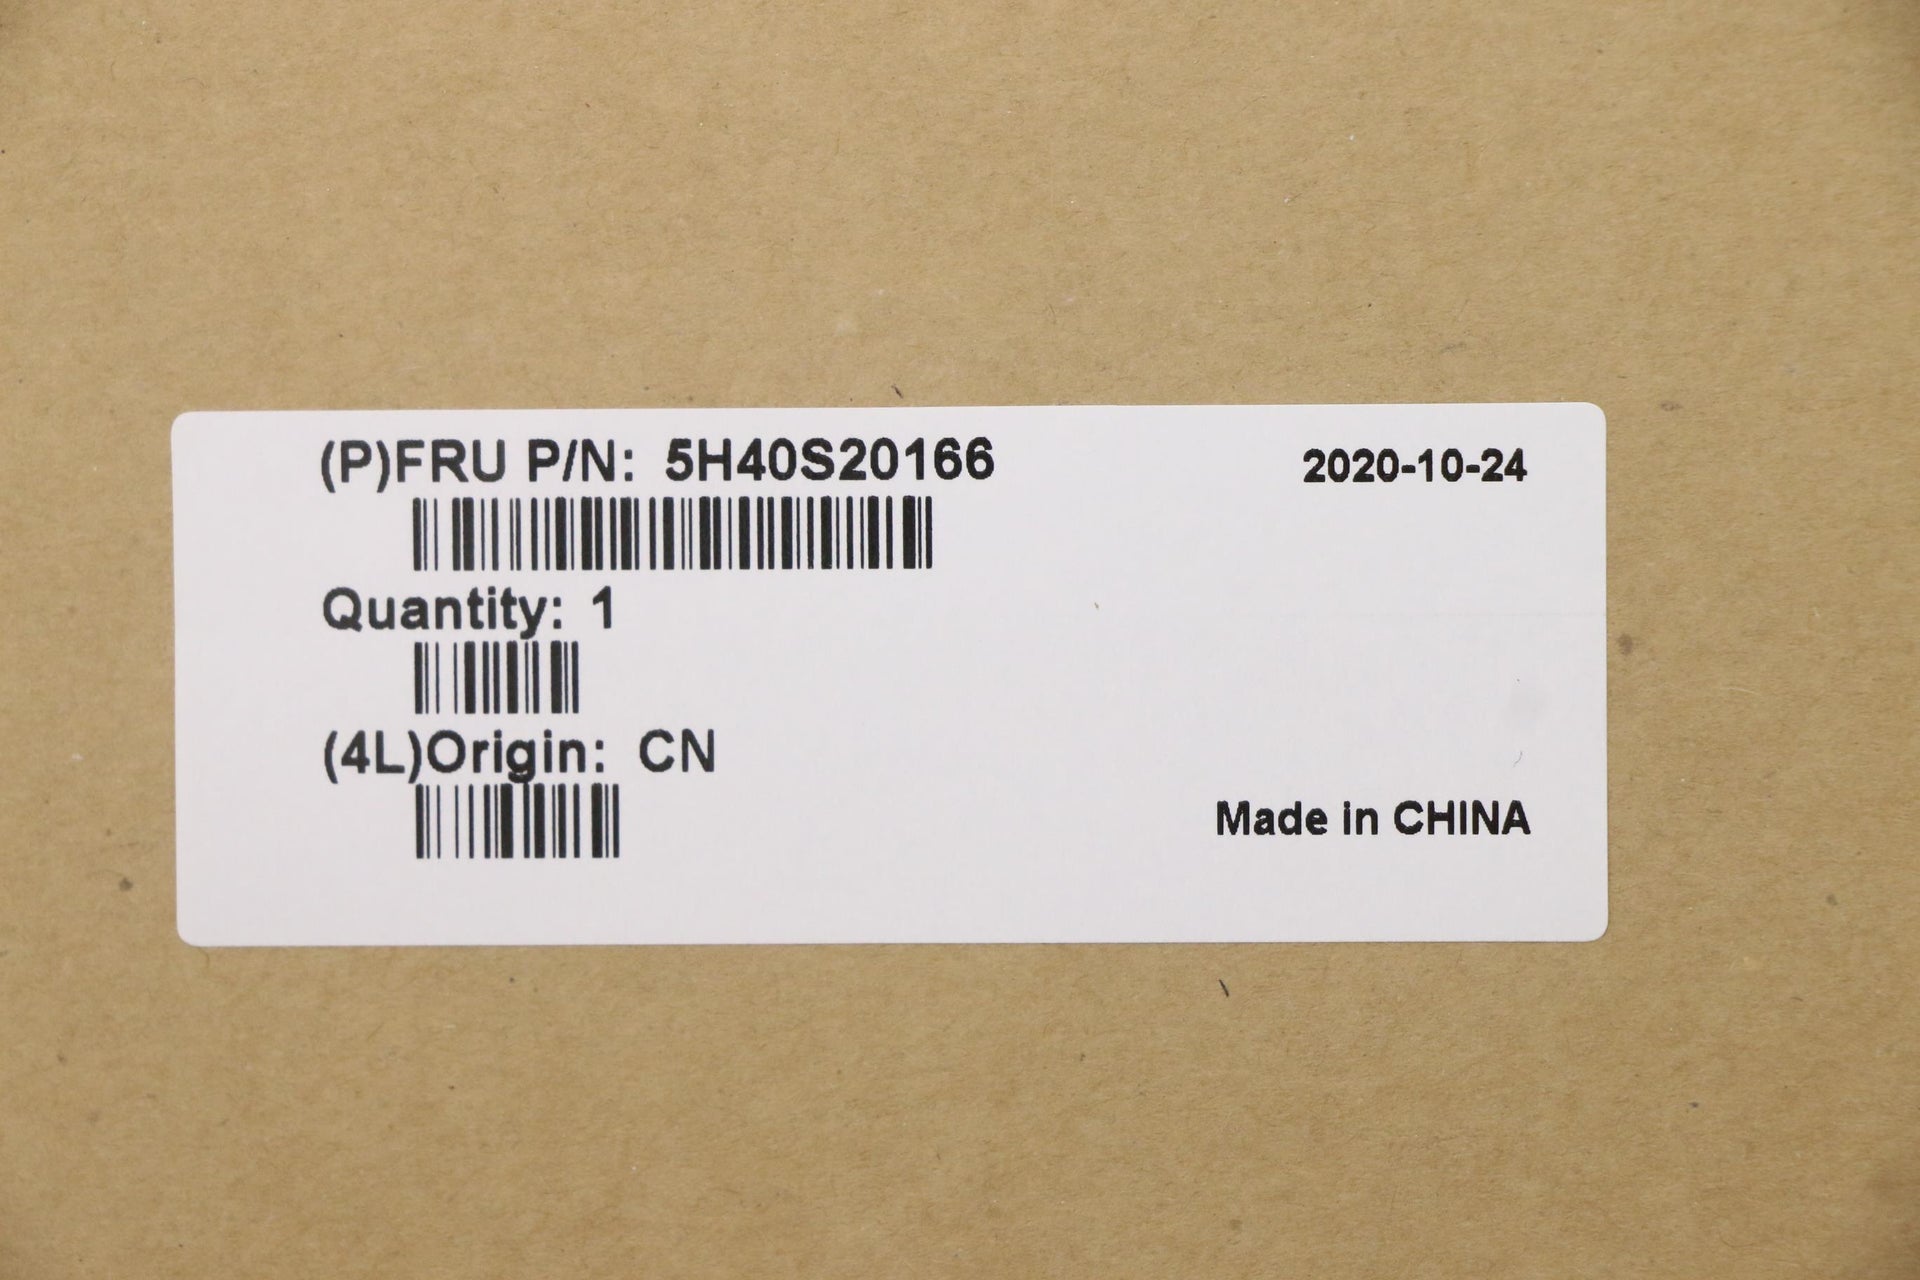 (P)FRU P/N: 5H40S20166
2020-10-24
Quantity: 1
(4L)Origin: CN
Made in CHINA